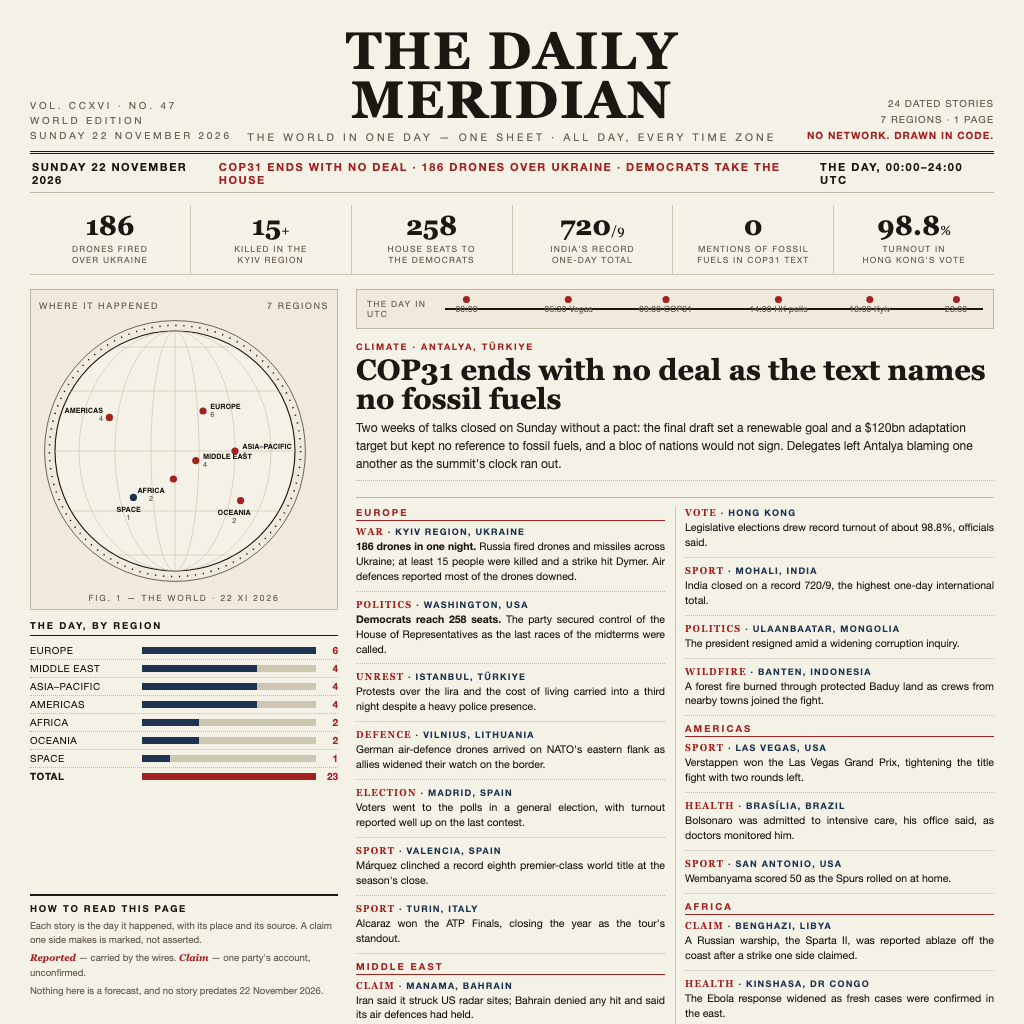 THE DAILY
MERIDIAN
VOL. CCXVI · NO. 47
WORLD EDITION
SUNDAY 22 NOVEMBER 2026
THE WORLD IN ONE DAY — ONE SHEET · ALL DAY, EVERY TIME ZONE
24 DATED STORIES
7 REGIONS · 1 PAGE
NO NETWORK. DRAWN IN CODE.
SUNDAY 22 NOVEMBER
2026
COP31 ENDS WITH NO DEAL · 186 DRONES OVER UKRAINE · DEMOCRATS TAKE THE
HOUSE
THE DAY, 00:00–24:00
UTC
186
DRONES FIRED
OVER UKRAINE
15+
KILLED IN THE
KYIV REGION
258
HOUSE SEATS TO
THE DEMOCRATS
720/9
INDIA'S RECORD
ONE-DAY TOTAL
0
MENTIONS OF FOSSIL
FUELS IN COP31 TEXT
98.8%
TURNOUT IN
HONG KONG'S VOTE
WHERE IT HAPPENED
7 REGIONS
AMERICAS
4
EUROPE
6
ASIA–PACIFIC
4
MIDDLE EAST
4
AFRICA
2
SPACE
1
OCEANIA
2
FIG. 1 — THE WORLD · 22 XI 2026
THE DAY, BY REGION
EUROPE 6
MIDDLE EAST 4
ASIA–PACIFIC 4
AMERICAS 4
AFRICA 2
OCEANIA 2
SPACE 1
TOTAL 23
HOW TO READ THIS PAGE
Each story is the day it happened, with its place and its source. A claim
one side makes is marked, not asserted.
Reported — carried by the wires. Claim — one party's account,
unconfirmed.
Nothing here is a forecast, and no story predates 22 November 2026.
THE DAY IN
UTC
00:00
05:00 Vegas
09:00 COP31
14:00 HK polls
18:00 Kyiv
CLIMATE · ANTALYA, TÜRKIYE
COP31 ends with no deal as the text names
no fossil fuels
Two weeks of talks closed on Sunday without a pact: the final draft set a renewable goal and a $120bn adaptation
target but kept no reference to fossil fuels, and a bloc of nations would not sign. Delegates left Antalya blaming one
another as the summit's clock ran out.
EUROPE
WAR · KYIV REGION, UKRAINE
186 drones in one night. Russia fired drones and missiles across
Ukraine; at least 15 people were killed and a strike hit Dymer. Air
defences reported most of the drones downed.
POLITICS · WASHINGTON, USA
Democrats reach 258 seats. The party secured control of the
House of Representatives as the last races of the midterms were
called.
UNREST · ISTANBUL, TÜRKIYE
Protests over the lira and the cost of living carried into a third
night despite a heavy police presence.
DEFENCE · VILNIUS, LITHUANIA
German air-defence drones arrived on NATO's eastern flank as
allies widened their watch on the border.
ELECTION · MADRID, SPAIN
Voters went to the polls in a general election, with turnout
reported well up on the last contest.
SPORT · VALENCIA, SPAIN
Márquez clinched a record eighth premier-class world title at the
season's close.
SPORT · TURIN, ITALY
Alcaraz won the ATP Finals, closing the year as the tour's
standout.
MIDDLE EAST
CLAIM · MANAMA, BAHRAIN
Iran said it struck US radar sites; Bahrain denied any hit and said
its air defences had held.
VOTE · HONG KONG
Legislative elections drew record turnout of about 98.8%, officials
said.
SPORT · MOHALI, INDIA
India closed on a record 720/9, the highest one-day international
total.
POLITICS · ULAANBAATAR, MONGOLIA
The president resigned amid a widening corruption inquiry.
WILDFIRE · BANTEN, INDONESIA
A forest fire burned through protected Baduy land as crews from
nearby towns joined the fight.
AMERICAS
SPORT · LAS VEGAS, USA
Verstappen won the Las Vegas Grand Prix, tightening the title
fight with two rounds left.
HEALTH · BRASÍLIA, BRAZIL
Bolsonaro was admitted to intensive care, his office said, as
doctors monitored him.
SPORT · SAN ANTONIO, USA
Wembanyama scored 50 as the Spurs rolled on at home.
AFRICA
CLAIM · BENGHAZI, LIBYA
A Russian warship, the Sparta II, was reported ablaze off the
coast after a strike one side claimed.
HEALTH · KINSHASA, DR CONGO
The Ebola response widened as fresh cases were confirmed in
the east.